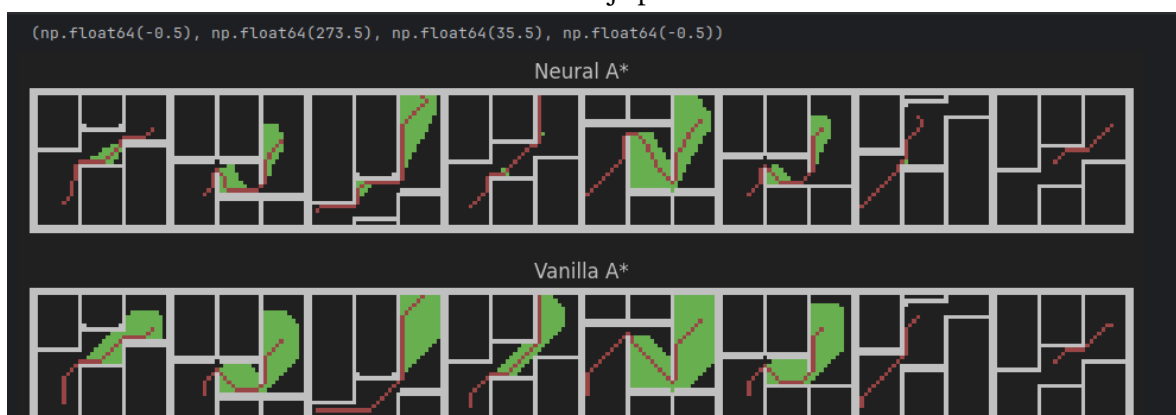 (np.float64(-0.5), np.float64(273.5), np.float64(35.5), np.float64(-0.5))
Neural A*
Vanilla A*